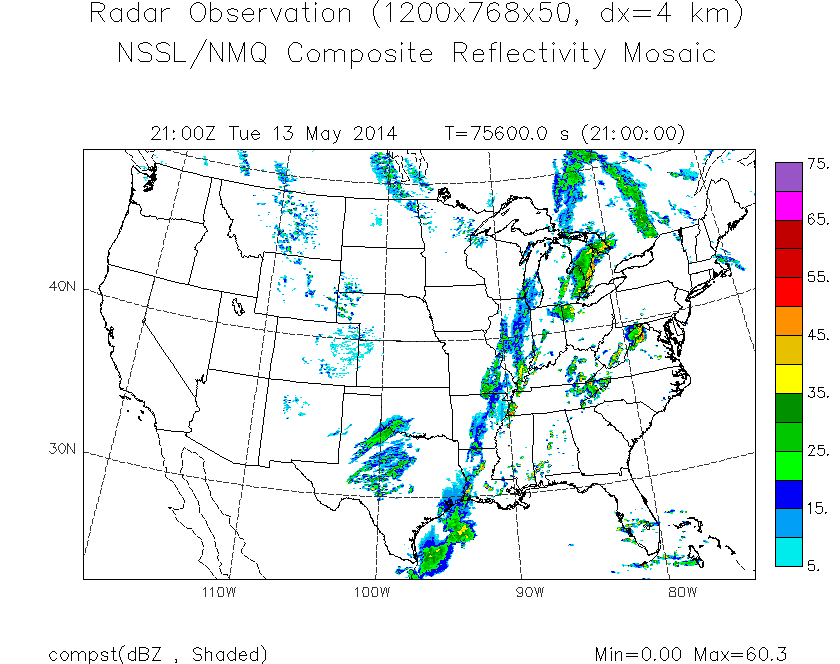 Radar Observation (1200x768x50, dx=4 km)
NSSL/NMQ Composite Reflectivity Mosaic
21:00Z Tue 13 May 2014 T=75600.0 s (21:00:00)
75.
65.
55.
45.
35.
25.
15.
5.
40N
30N
110W 100W 90W 80W
compst(dBZ , Shaded) Min=0.00 Max=60.3